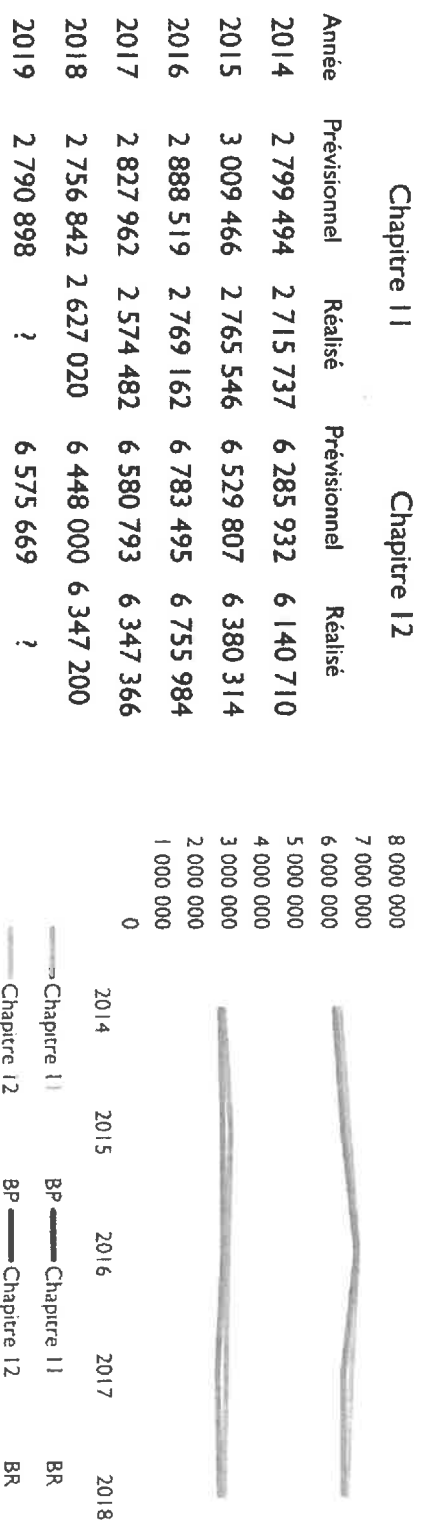 Chapitre 11 Chapitre 12
Année Prévisionnel Réalisé Prévisionnel Réalisé
2014 2 799 494 2 715 737 6 285 932 6 140 710
2015 3 009 466 2 765 546 6 529 807 6 380 314
2016 2 888 519 2 769 162 6 783 495 6 755 984
2017 2 827 962 2 574 482 6 580 793 6 347 366
2018 2 756 842 2 627 020 6 448 000 6 347 200
2019 2 790 898 ? 6 575 669 ?
8 000 000
7 000 000
6 000 000
5 000 000
4 000 000
3 000 000
2 000 000
1 000 000
0
2014 2015 2016 2017 2018
Chapitre 11 BP Chapitre 11 BR
Chapitre 12 BP Chapitre 12 BR